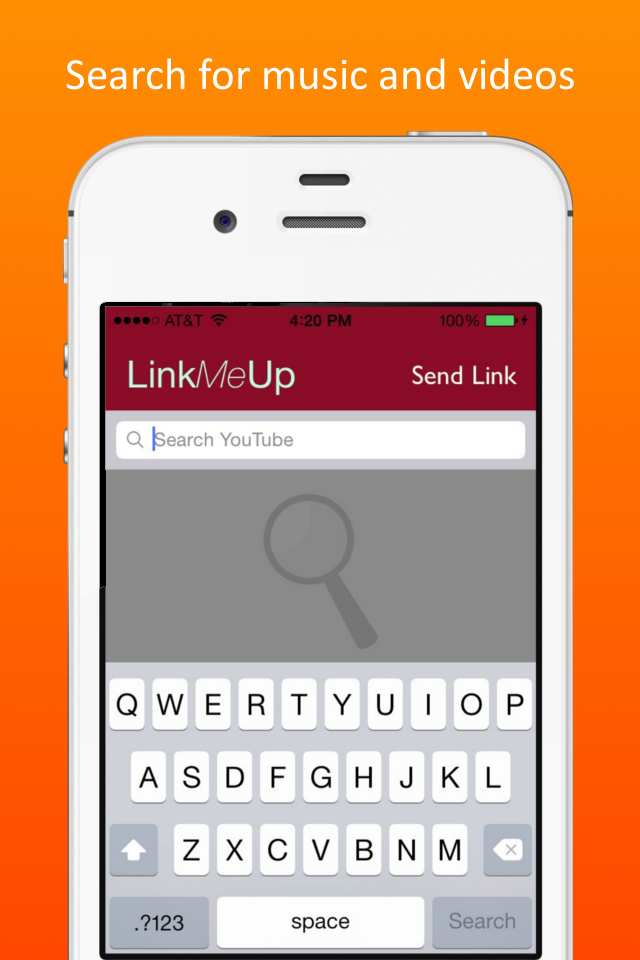 Search for music and videos
AT&T 4:20 PM 100%
LinkMeUp Send Link
Search YouTube
Q W E R T Y U I O P
A S D F G H J K L
Z X C V B N M
.?123 space Search